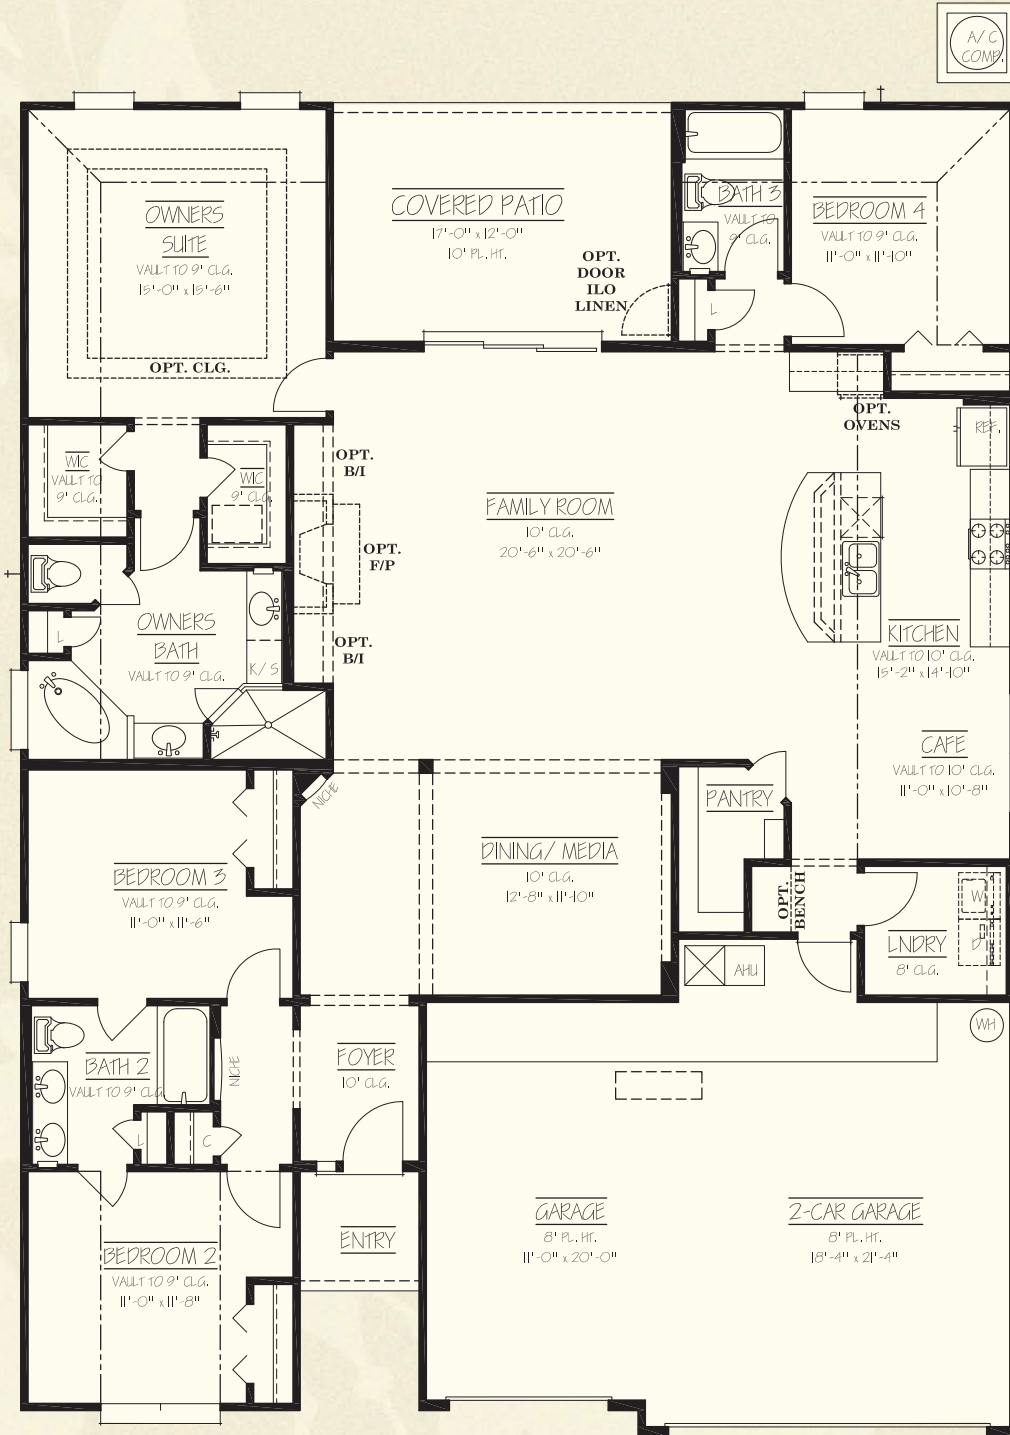 A/C
COMP.
OWNERS
SUITE
VAULT TO 9' CLG.
15'-0" x 15'-6"
OPT. CLG.
COVERED PATIO
17'-0" x 12'-0"
10' PL. HT.
OPT.
DOOR
ILO
LINEN
BATH 3
VAULT TO
9' CLG.
L
BEDROOM 4
VAULT TO 9' CLG.
11'-0" x 11'-10"
OPT.
OVENS
REF.
WIC
VAULT TO
9' CLG.
WIC
9' CLG.
OPT.
B/I
OPT.
F/P
OPT.
B/I
FAMILY ROOM
10' CLG.
20'-6" x 20'-6"
OWNERS
BATH
VAULT TO 9' CLG.
L
K/S
KITCHEN
VAULT TO 10' CLG.
15'-2" x 14'-10"
CAFE
VAULT TO 10' CLG.
11'-0" x 10'-8"
NICHE
PANTRY
DINING/ MEDIA
10' CLG.
12'-8" x 11'-10"
BEDROOM 3
VAULT TO 9' CLG.
11'-0" x 11'-6"
OPT.
BENCH
W
D
LNDRY
8' CLG.
AHU
WH
BATH 2
VAULT TO 9' CLG.
NICHE
FOYER
10' CLG.
L
C
ENTRY
GARAGE
8' PL. HT.
11'-0" x 20'-0"
2-CAR GARAGE
8' PL. HT.
18'-4" x 21'-4"
BEDROOM 2
VAULT TO 9' CLG.
11'-0" x 11'-8"